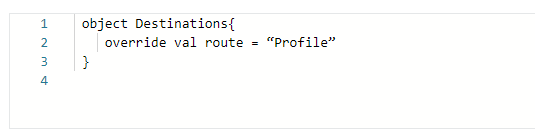 1 object Destinations{
2 override val route = “Profile”
3 }
4